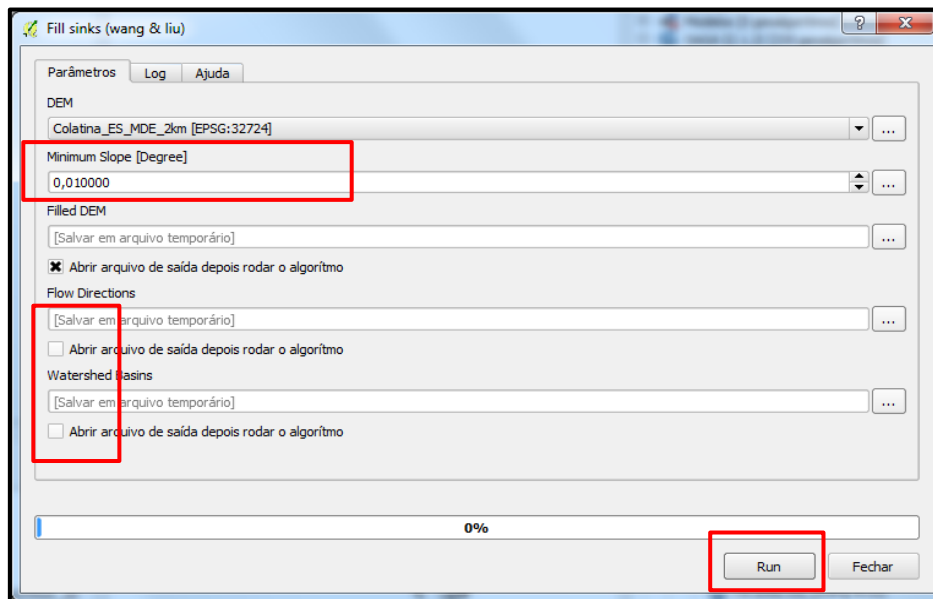 Fill sinks (wang & liu)
Parâmetros Log Ajuda
DEM
Colatina_ES_MDE_2km [EPSG:32724]
...
Minimum Slope [Degree]
0,010000
...
Filled DEM
[Salvar em arquivo temporário]
...
Abrir arquivo de saída depois rodar o algorítmo
Flow Directions
[Salvar em arquivo temporário]
...
Abrir arquivo de saída depois rodar o algorítmo
Watershed Basins
[Salvar em arquivo temporário]
...
Abrir arquivo de saída depois rodar o algorítmo
0%
Run Fechar